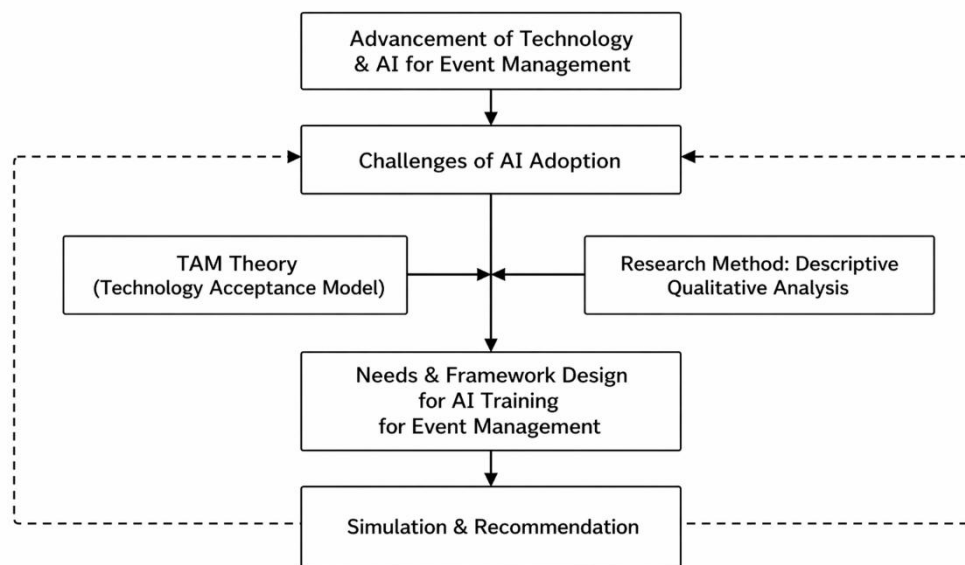 Advancement of Technology
& AI for Event Management
Challenges of AI Adoption
TAM Theory
(Technology Acceptance Model)
Research Method: Descriptive
Qualitative Analysis
Needs & Framework Design
for AI Training
for Event Management
Simulation & Recommendation